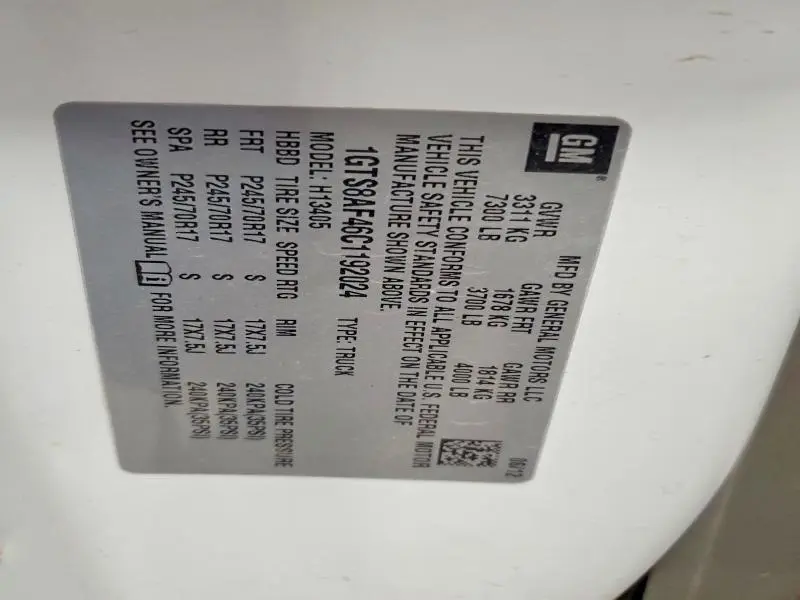 GM
MFD BY GENERAL MOTORS LLC 06/12
GVWR GAWR FRT GAWR RR
3311 KG 1678 KG 1814 KG
7300 LB 3700 LB 4000 LB
THIS VEHICLE CONFORMS TO ALL APPLICABLE U.S. FEDERAL MOTOR
VEHICLE SAFETY STANDARDS IN EFFECT ON THE DATE OF
MANUFACTURE SHOWN ABOVE.
1GTS8AF46C1192024 TYPE: TRUCK
MODEL: H13405
HBBD TIRE SIZE SPEED RTG RIM COLD TIRE PRESSURE
FRT P245/70R17 S 17X7.5J 240KPA(35PSI)
RR P245/70R17 S 17X7.5J 240KPA(35PSI)
SPA P245/70R17 S 17X7.5J 240KPA(35PSI)
SEE OWNER'S MANUAL FOR MORE INFORMATION.